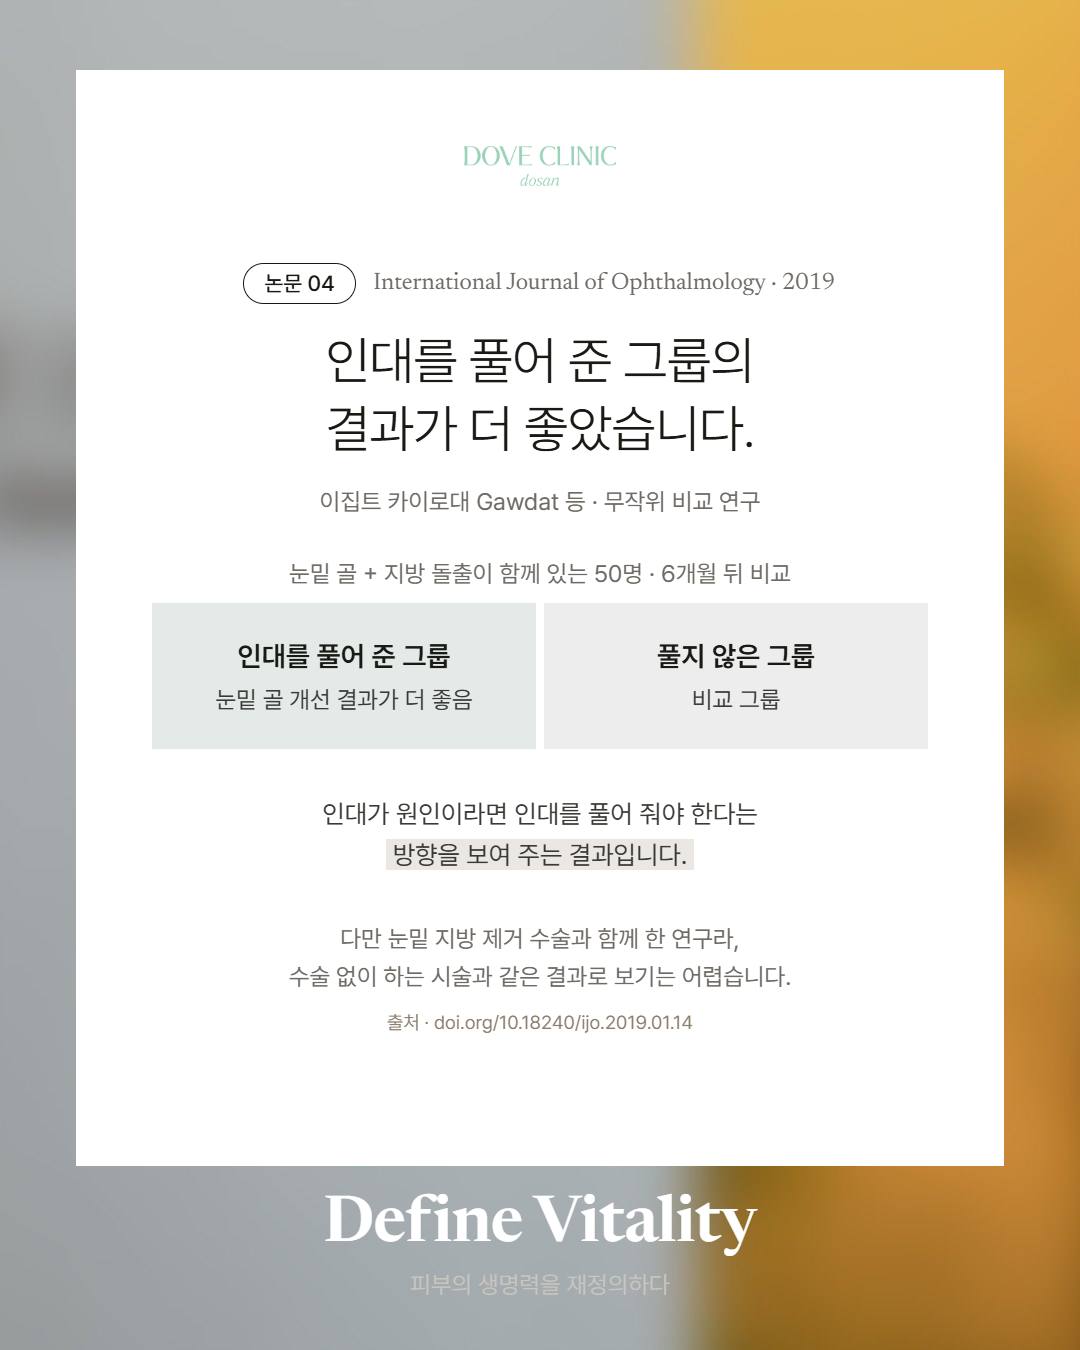 DOVE CLINIC
dosan
논문 04
International Journal of Ophthalmology · 2019
인대를 풀어 준 그룹의
결과가 더 좋았습니다.
이집트 카이로대 Gawdat 등 · 무작위 비교 연구
눈밑 골 + 지방 돌출이 함께 있는 50명 · 6개월 뒤 비교
인대를 풀어 준 그룹
눈밑 골 개선 결과가 더 좋음
풀지 않은 그룹
비교 그룹
인대가 원인이라면 인대를 풀어 줘야 한다는
방향을 보여 주는 결과입니다.
다만 눈밑 지방 제거 수술과 함께 한 연구라,
수술 없이 하는 시술과 같은 결과로 보기는 어렵습니다.
출처 · doi.org/10.18240/ijo.2019.01.14
Define Vitality
피부의 생명력을 재정의하다